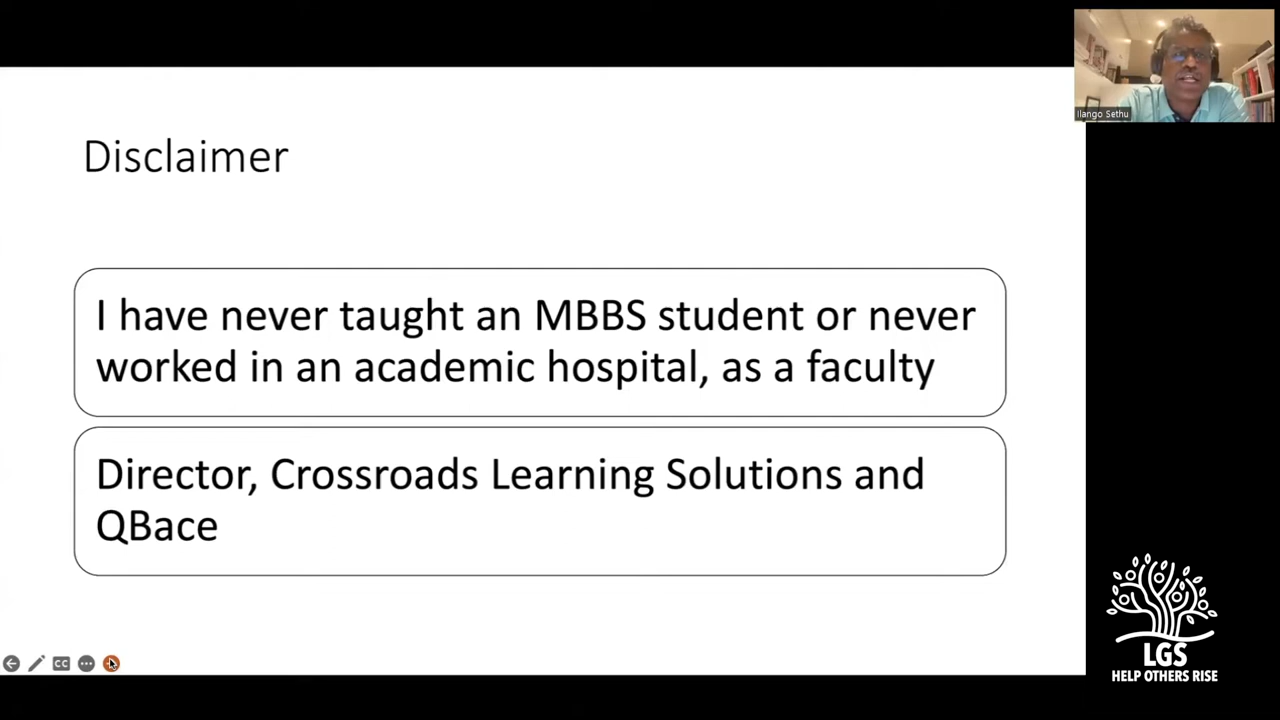 Ilango Sethu
Disclaimer
I have never taught an MBBS student or never
worked in an academic hospital, as a faculty
Director, Crossroads Learning Solutions and
QBace
CC
LGS
HELP OTHERS RISE